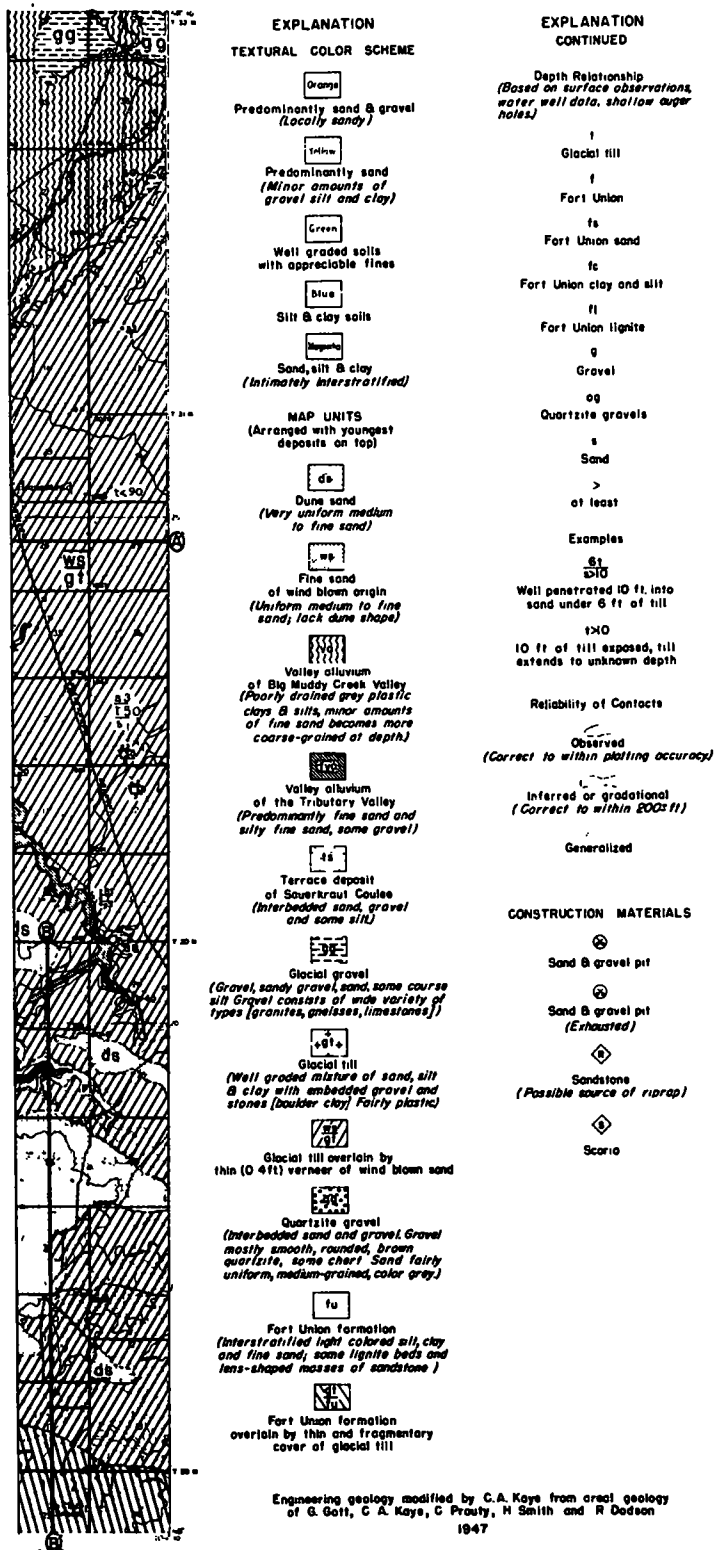 gg
gg
t<90
A
ws
gt
ds
B
ds
ds
B
EXPLANATION
TEXTURAL COLOR SCHEME
Orange
Predominantly sand & gravel
(Locally sandy)
Yellow
Predominantly sand
(Minor amounts of
gravel silt and clay)
Green
Well graded soils
with appreciable fines
Blue
Silt & clay soils
Magenta
Sand, silt & clay
(Intimately interstratified)
MAP UNITS
(Arranged with youngest
deposits on top)
ds
Dune sand
(Very uniform medium
to fine sand)
ws
Fine sand
of wind blown origin
(Uniform medium to fine
sand; lack dune shape)
Valley alluvium
of Big Muddy Creek Valley
(Poorly drained grey plastic
clays & silts, minor amounts
of fine sand becomes more
coarse-grained at depth.)
Valley alluvium
of the Tributary Valley
(Predominantly fine sand and
silty fine sand, some gravel)
ts
Terrace deposit
of Sauerkraut Coulee
(Interbedded sand, gravel
and some silt.)
gg
Glacial gravel
(Gravel, sandy gravel, sand, some course
silt Gravel consists of wide variety of
types [granites, gneisses, limestones])
gt
Glacial till
(Well graded mixture of sand, silt
& clay with embedded gravel and
stones [boulder clay] Fairly plastic)
ws
gt
Glacial till overlain by
thin (0 4ft) verneer of wind blown sand
Quartzite gravel
(Interbedded sand and gravel. Gravel
mostly smooth, rounded, brown
quartzite, some chert Sand fairly
uniform, medium-grained, color grey.)
fu
Fort Union formation
(Interstratified light colored silt, clay
and fine sand; some lignite beds and
lens-shaped masses of sandstone)
Fort Union formation
overlain by thin and fragmentary
cover of glacial till
EXPLANATION
CONTINUED
Depth Relationship
(Based on surface observations,
water well data, shallow auger
holes.)
t
Glacial till
f
Fort Union
fs
Fort Union sand
fc
Fort Union clay and silt
fl
Fort Union lignite
g
Gravel
qg
Quartzite gravels
s
Sand
>
at least
Examples
6t
s>10
Well penetrated 10 ft. into
sand under 6 ft of till
t>10
10 ft of till exposed, till
extends to unknown depth
Reliability of Contacts
Observed
(Correct to within plotting accuracy)
Inferred or gradational
(Correct to within 200± ft)
Generalized
CONSTRUCTION MATERIALS
Sand & gravel pit
Sand & gravel pit
(Exhausted)
Sandstone
(Possible source of riprap)
S
Scoria
Engineering geology modified by C.A. Kaye from areal geology
of G. Gott, C A. Kaye, C Prouty, H Smith and R Dodson
1947